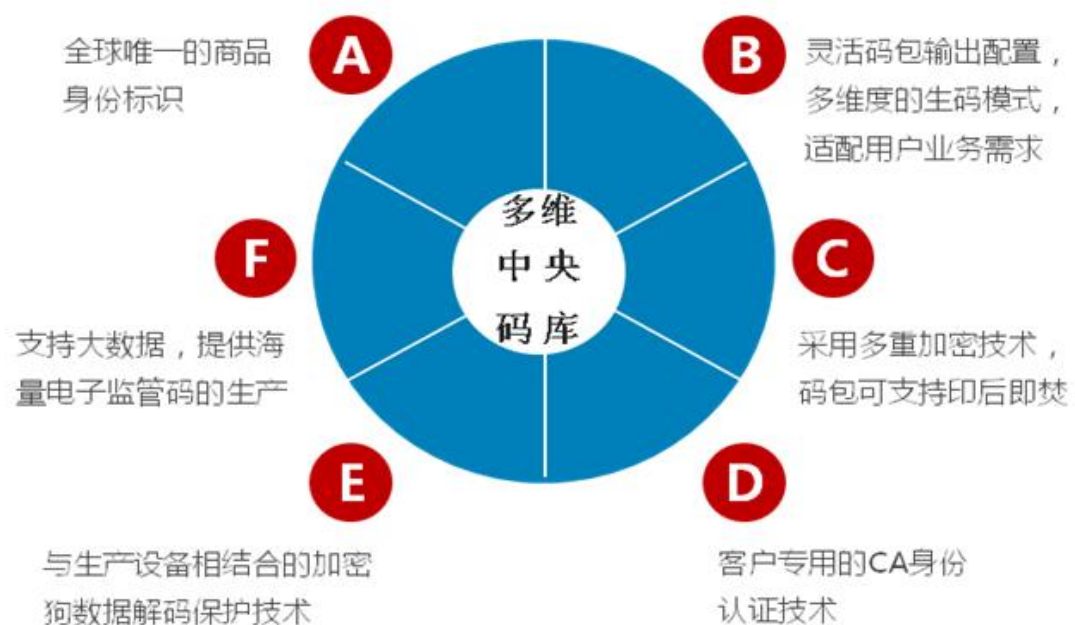 A
全球唯一的商品
身份标识
B
灵活码包输出配置，
多维度的生码模式，
适配用户业务需求
多维
中央
码库
F
支持大数据，提供海
量电子监管码的生产
C
采用多重加密技术，
码包可支持印后即焚
E
与生产设备相结合的加密
狗数据解码保护技术
D
客户专用的CA身份
认证技术